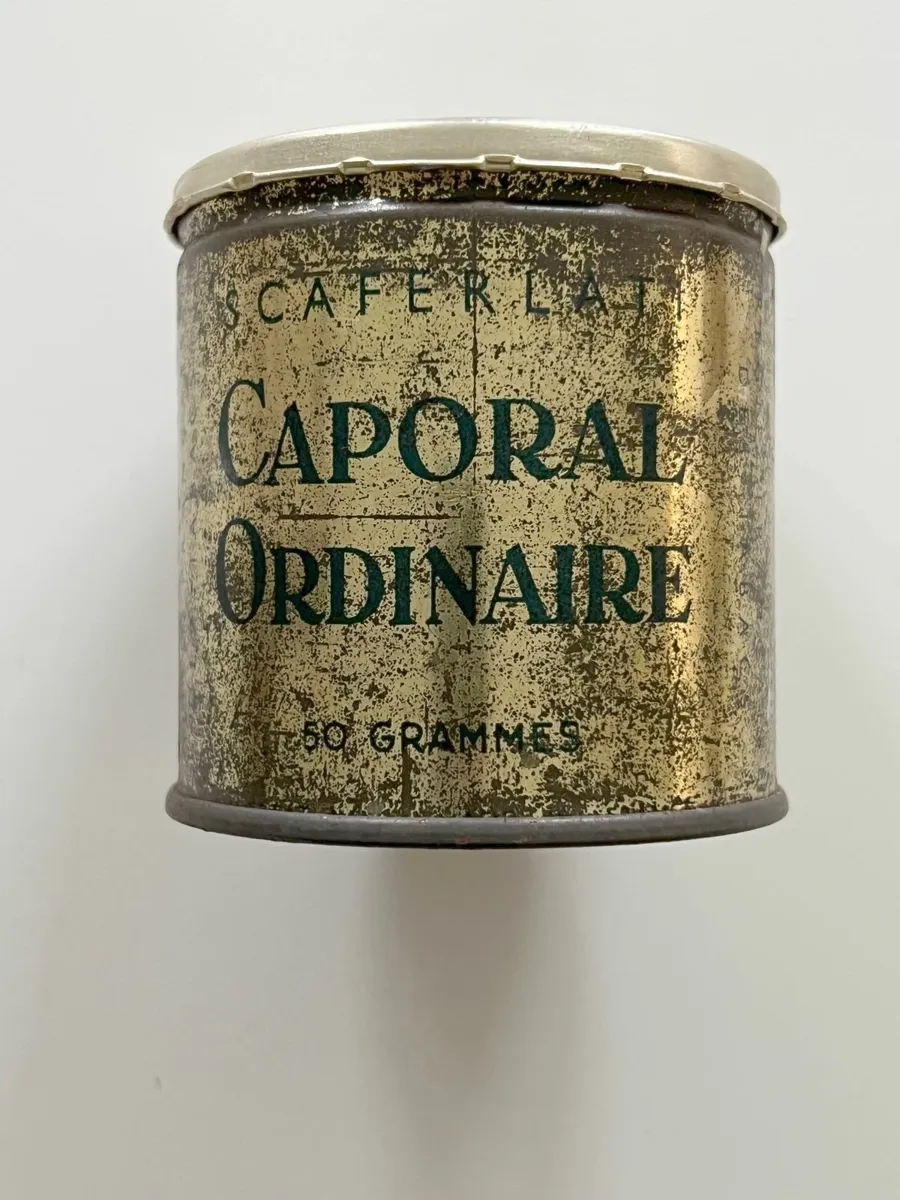 SCAFERLATI
CAPORAL
ORDINAIRE
50 GRAMMES